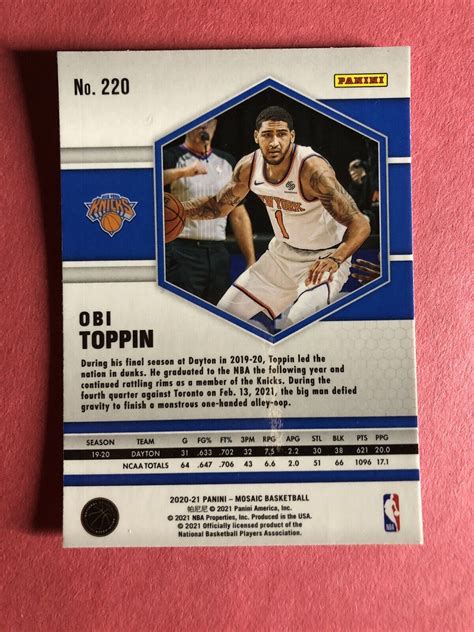 No. 220
PANINI
NEW YORK
KNICKS
NEW YORK
1
OBI
TOPPIN
During his final season at Dayton in 2019-20, Toppin led the
nation in dunks. He graduated to the NBA the following year and
continued rattling rims as a member of the Knicks. During the
fourth quarter against Toronto on Feb. 13, 2021, the big man defied
gravity to finish a monstrous one-handed alley-oop.
SEASON TEAM G FG% FT% 3PM RPG APG STL BLK PTS PPG
19-20 DAYTON 31 .633 .702 32 7.5 2.2 30 38 621 20.0
NCAA TOTALS 64 .647 .706 43 6.6 2.0 51 66 1096 17.1
2020-21 PANINI – MOSAIC BASKETBALL
帕尼尼 © 2021 Panini America, Inc.
© 2021 NBA Properties, Inc. Produced in the USA.
© 2021 Officially licensed product of the
National Basketball Players Association.
NBA